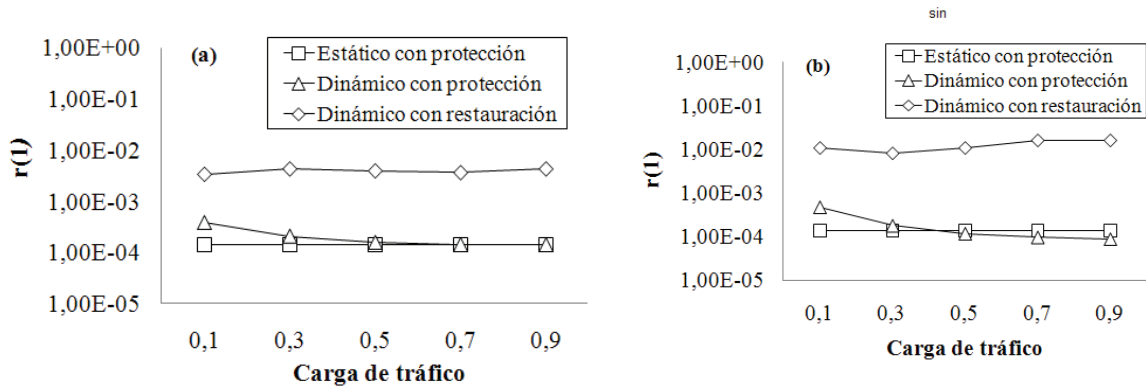 (a)
1,00E+00
1,00E-01
1,00E-02
1,00E-03
1,00E-04
1,00E-05
r(1)
Estático con protección
Dinámico con protección
Dinámico con restauración
0,1 0,3 0,5 0,7 0,9
Carga de tráfico
sin
(b)
1,00E+00
1,00E-01
1,00E-02
1,00E-03
1,00E-04
1,00E-05
r(1)
Estático con protección
Dinámico con protección
Dinámico con restauración
0,1 0,3 0,5 0,7 0,9
Carga de tráfico